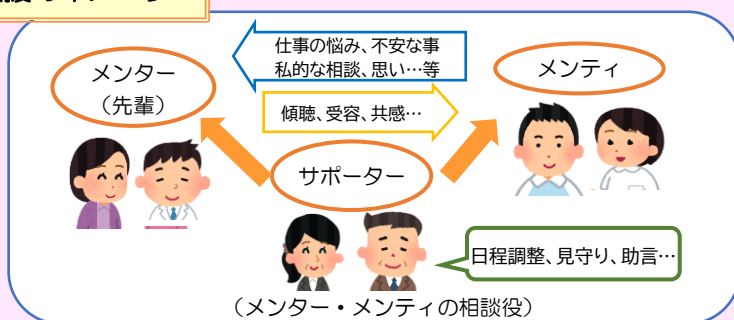 仕事の悩み、不安な事
私的な相談、思い…等
メンター
（先輩）
メンティ
傾聴、受容、共感…
サポーター
日程調整、見守り、助言…
（メンター・メンティの相談役）